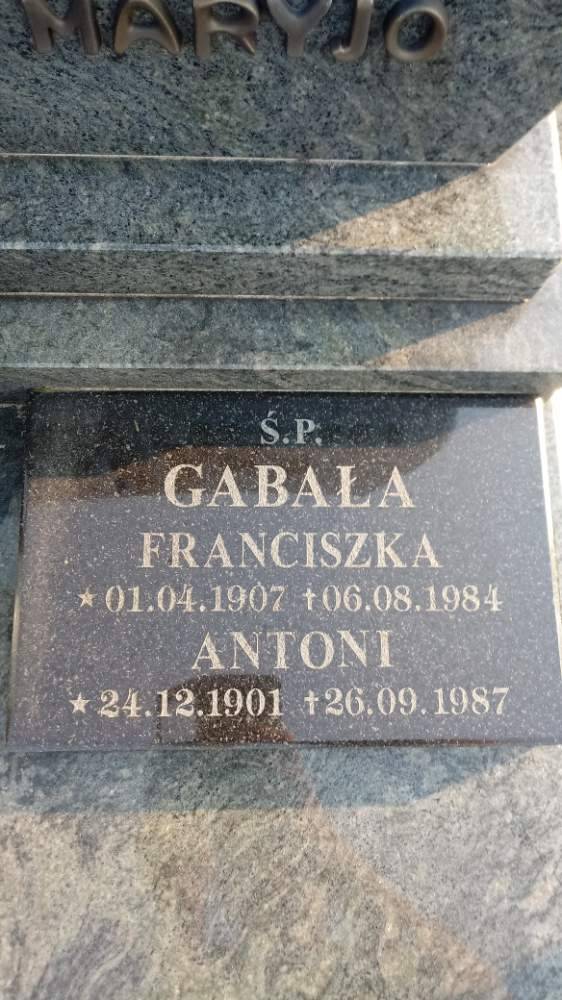 MARYJO
Ś.P.
GABAŁA
FRANCISZKA
★01.04.1907 †06.08.1984
ANTONI
★24.12.1901 †26.09.1987